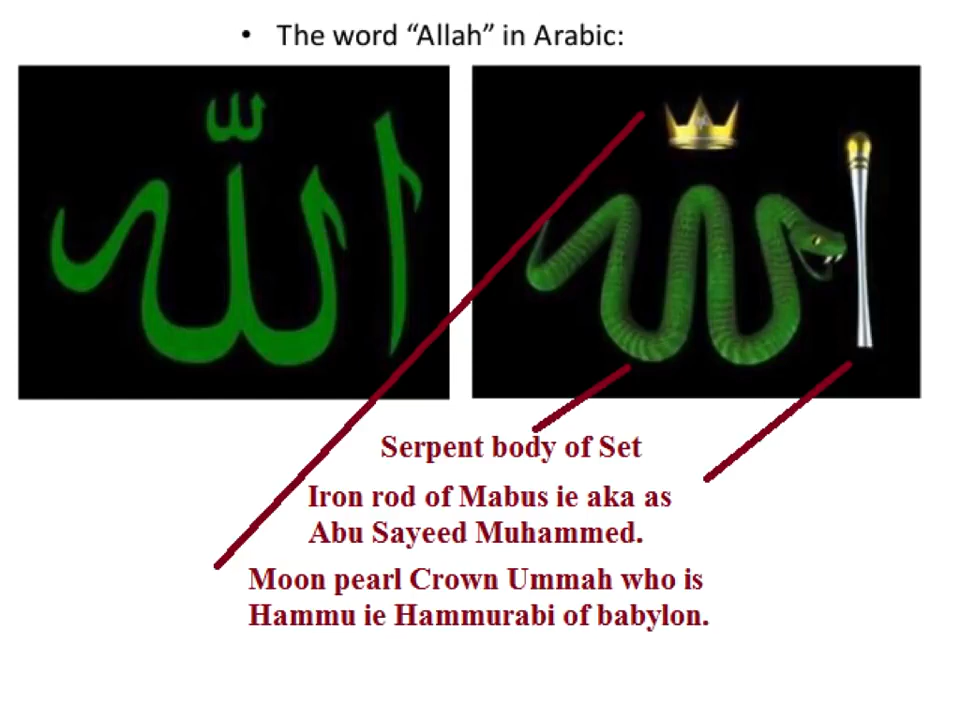 • The word “Allah” in Arabic:
الله
Serpent body of Set
Iron rod of Mabus ie aka as
Abu Sayeed Muhammed.
Moon pearl Crown Ummah who is
Hammu ie Hammurabi of babylon.